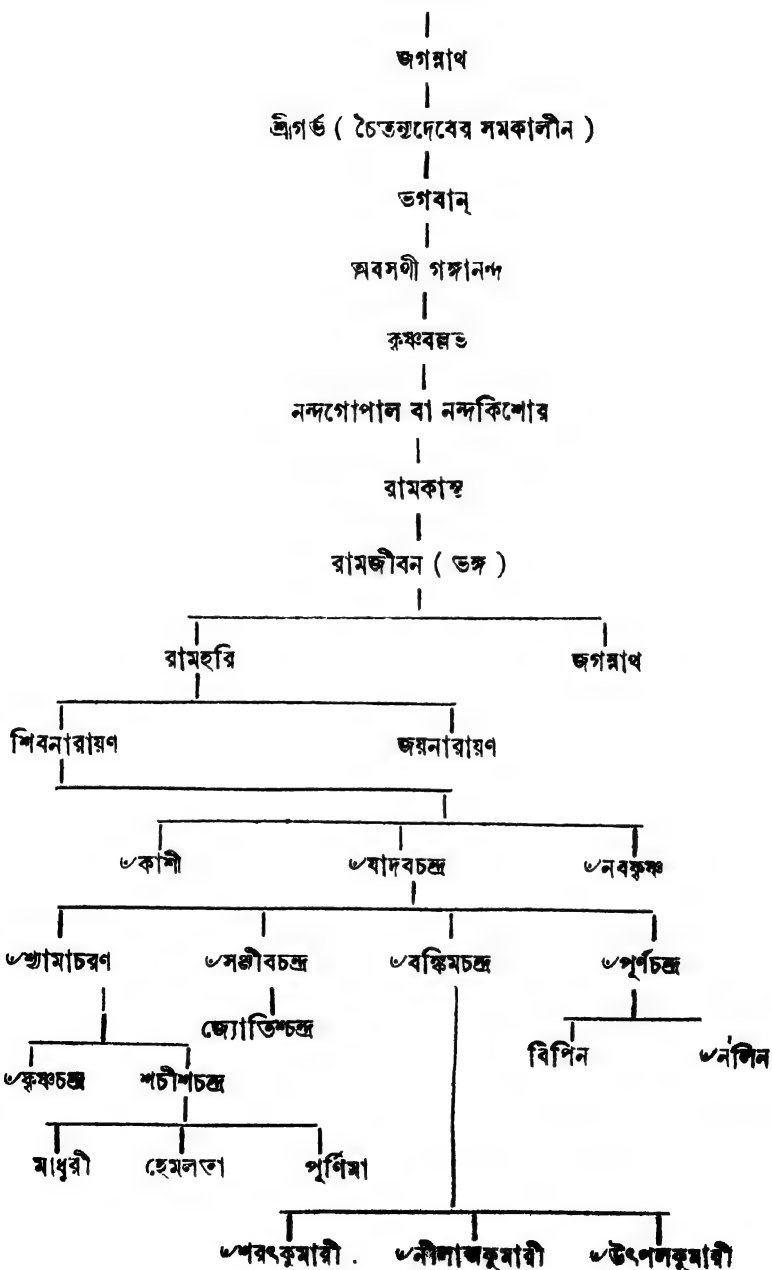 জগন্নাথ
শ্রীগর্ভ ( চৈতন্যদেবের সমকালীন )
ভগবান্
অবসথী গঙ্গানন্দ
কৃষ্ণবল্লভ
নন্দগোপাল বা নন্দকিশোর
রামকান্ত
রামজীবন ( ভঙ্গ )
রামহরি জগন্নাথ
শিবনারায়ণ জয়নারায়ণ
৺কাশী ৺যাদবচন্দ্র ৺নবকৃষ্ণ
৺শ্যামাচরণ ৺সঞ্জীবচন্দ্র ৺বঙ্কিমচন্দ্র ৺পূর্ণচন্দ্র
জ্যোতিশ্চন্দ্র
বিপিন ৺নলিন
৺কৃষ্ণচন্দ্র শচীশচন্দ্র
মাধুরী হেমলতা পূর্ণিমা
৺শরৎকুমারী . ৺নীলাব্জকুমারী ৺উৎপলকুমারী